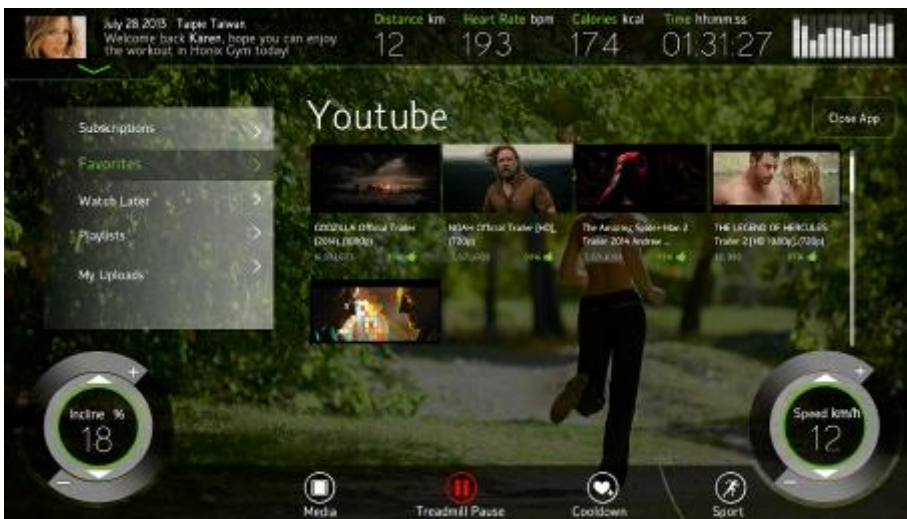 July 28 2013 Taipie Taiwan
Welcome back Karen, hope you can enjoy
the workout in Honix Gym today!
Distance km
12
Heart Rate bpm
193
Calories kcal
174
Time hh:mm:ss
01:31:27
Subscriptions
Favorites
Watch Later
Playlists
My Uploads
Youtube
Close App
GODZILLA Official Trailer
(2014), (1080p)
NOAH Official Trailer [HD],
(720p)
The Amazing Spider-Man 2
Trailer 2014 Andrew ...
THE LEGEND OF HERCULES
Trailer 2 [HD 1080p], (720p)
Incline %
18
Speed km/h
12
Media
Treadmill Pause
Cooldown
Sport